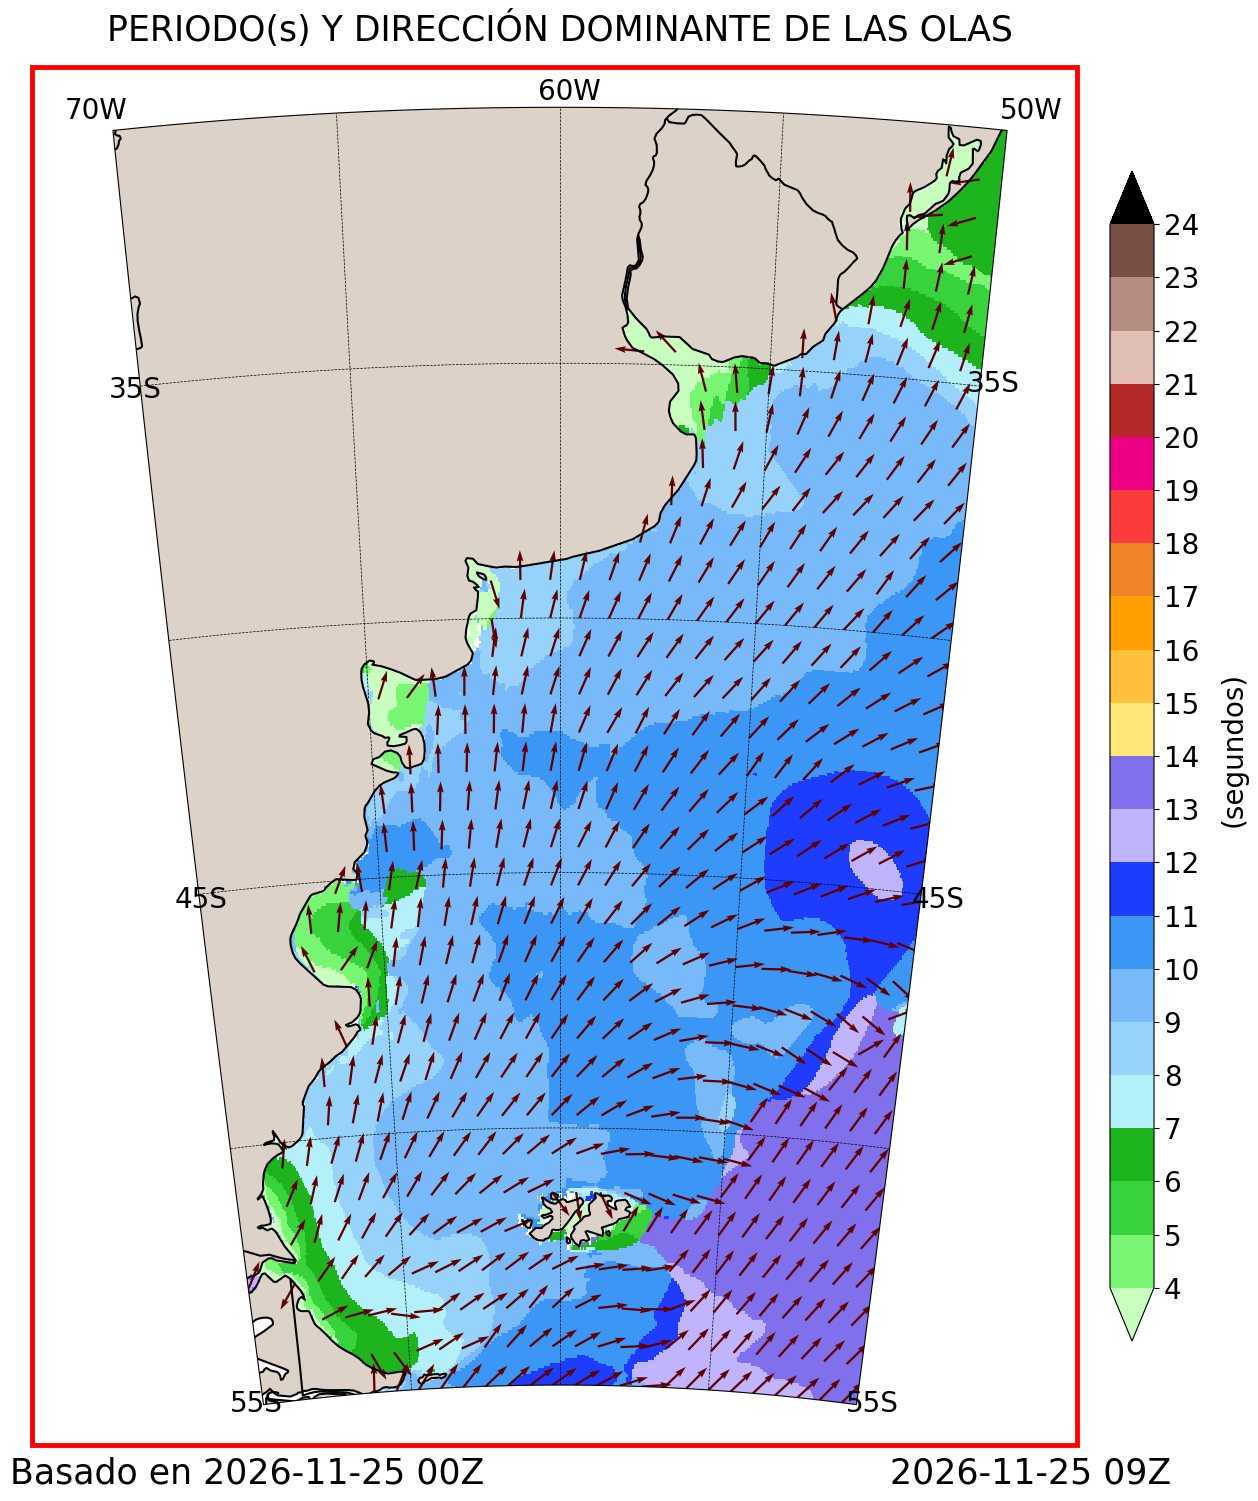 PERIODO(s) Y DIRECCIÓN DOMINANTE DE LAS OLAS
70W
60W
50W
35S
35S
45S
45S
55S
55S
24
23
22
21
20
19
18
17
16
15
14
13
12
11
10
9
8
7
6
5
4
(segundos)
Basado en 2026-11-25 00Z
2026-11-25 09Z